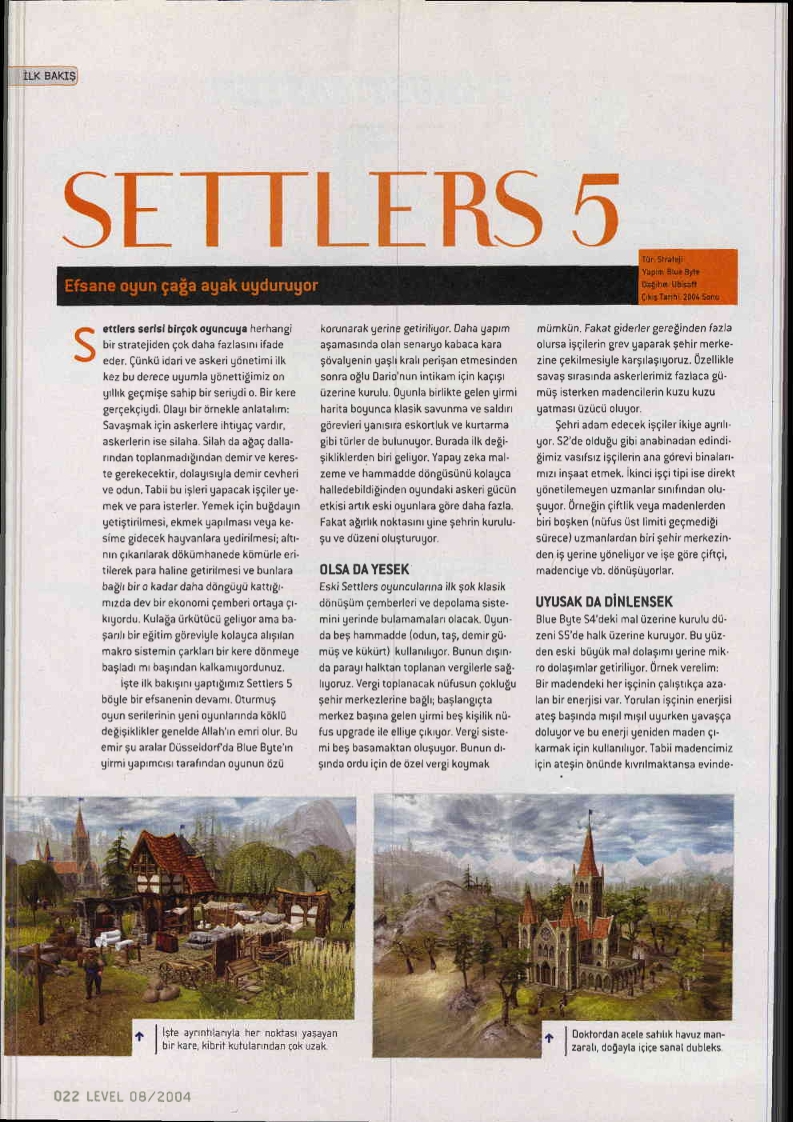 İLK BAKIŞ
SETTLERS 5
Efsane oyun çağa ayak uyduruyor
Tür: Strateji
Yapım: Blue Byte
Dağıtım: Ubisoft
Çıkış Tarihi: 2004 Sonu
Settlers serisi birçok oyuncuya herhangi
bir stratejiden çok daha fazlasını ifade
eder. Çünkü idari ve askeri yönetimi ilk
kez bu derece uyumla yönettiğimiz on
yıllık geçmişe sahip bir seriydi o. Bir kere
gerçekçiydi. Olayı bir örnekle anlatalım:
Savaşmak için askerlere ihtiyaç vardır,
askerlerin ise silaha. Silah da ağaç dalla-
rından toplanmadığından demir ve keres-
te gerekecektir, dolayısıyla demir cevheri
ve odun. Tabii bu işleri yapacak işçiler ye-
mek ve para isterler. Yemek için buğdayın
yetiştirilmesi, ekmek yapılması veya ke-
sime gidecek hayvanlara yedirilmesi; altı-
nın çıkarılarak dökümhanede kömürle eri-
tilerek para haline getirilmesi ve bunlara
bağlı bir o kadar daha döngüyü kattığı-
mızda dev bir ekonomi çemberi ortaya çı-
kıyordu. Kulağa ürkütücü geliyor ama ba-
şarılı bir eğitim göreviyle kolayca alışılan
makro sistemin çarkları bir kere dönmeye
başladı mı başından kalkamıyordunuz.
İşte ilk bakışını yaptığımız Settlers 5
böyle bir efsanenin devamı. Oturmuş
oyun serilerinin yeni oyunlarında köklü
değişiklikler genelde Allah'ın emri olur. Bu
emir şu aralar Düsseldorf'da Blue Byte'ın
yirmi yapımcısı tarafından oyunun özü
korunarak yerine getiriliyor. Daha yapım
aşamasında olan senaryo kabaca kara
şövalyenin yaşlı kralı perişan etmesinden
sonra oğlu Dario'nun intikam için kaçışı
üzerine kurulu. Oyunla birlikte gelen yirmi
harita boyunca klasik savunma ve saldırı
görevleri yanısıra eskortluk ve kurtarma
gibi türler de bulunuyor. Burada ilk deği-
şikliklerden biri geliyor. Yapay zeka mal-
zeme ve hammadde döngüsünü kolayca
halledebildiğinden oyundaki askeri gücün
etkisi artık eski oyunlara göre daha fazla.
Fakat ağırlık noktasını yine şehrin kurulu-
şu ve düzeni oluşturuyor.
OLSA DA YESEK
Eski Settlers oyuncularına ilk şok klasik
dönüşüm çemberleri ve depolama siste-
mini yerinde bulamamaları olacak. Oyun-
da beş hammadde (odun, taş, demir gü-
müş ve kükürt) kullanılıyor. Bunun dışın-
da parayı halktan toplanan vergilerle sağ-
lıyoruz. Vergi toplanacak nüfusun çokluğu
şehir merkezlerine bağlı; başlangıçta
merkez başına gelen yirmi beş kişilik nü-
fus upgrade ile elliye çıkıyor. Vergi siste-
mi beş basamaktan oluşuyor. Bunun dı-
şında ordu için de özel vergi koymak
mümkün. Fakat giderler gereğinden fazla
olursa işçilerin grev yaparak şehir merke-
zine çekilmesiyle karşılaşıyoruz. Özellikle
savaş sırasında askerlerimiz fazlaca gü-
müş isterken madencilerin kuzu kuzu
yatması üzücü oluyor.
Şehri adam edecek işçiler ikiye ayrılı-
yor. S2'de olduğu gibi anabinadan edindi-
ğimiz vasıfsız işçilerin ana görevi binaları-
mızı inşaat etmek. İkinci işçi tipi ise direkt
yönetilemeyen uzmanlar sınıfından olu-
şuyor. Örneğin çiftlik veya madenlerden
biri boşken (nüfus üst limiti geçmediği
sürece) uzmanlardan biri şehir merkezin-
den iş yerine yöneliyor ve işe göre çiftçi,
madenciye vb. dönüşüyorlar.
UYUSAK DA DİNLENSEK
Blue Byte S4'deki mal üzerine kurulu dü-
zeni S5'de halk üzerine kuruyor. Bu yüz-
den eski büyük mal dolaşımı yerine mik-
ro dolaşımlar getiriliyor. Örnek verelim:
Bir madendeki her işçinin çalıştıkça aza-
lan bir enerjisi var. Yorulan işçinin enerjisi
ateş başında mışıl mışıl uyurken yavaşça
doluyor ve bu enerji yeniden maden çı-
karmak için kullanılıyor. Tabii madencimiz
için ateşin önünde kıvrılmaktansa evinde-
İşte ayrıntılarıyla her noktası yaşayan
bir kare, kibrit kutularından çok uzak.
Doktordan acele satılık havuz man-
zaralı, doğayla içiçe sanal dubleks.
022 LEVEL 08/2004